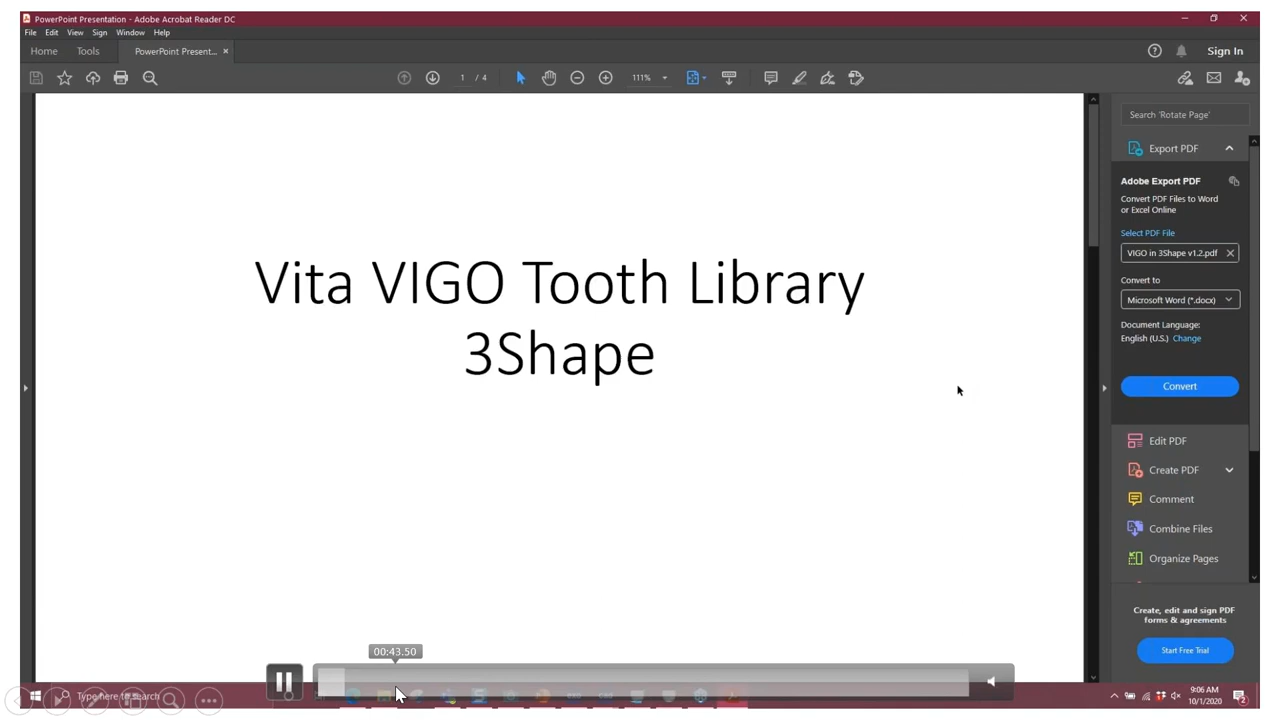 PowerPoint Presentation - Adobe Acrobat Reader DC
File Edit View Sign Window Help
Home Tools PowerPoint Present... ×
Sign In
1 / 4
111%
Search 'Rotate Page'
Export PDF
Adobe Export PDF
Convert PDF Files to Word
or Excel Online
Select PDF File
VIGO in 3Shape v1.2.pdf
Convert to
Microsoft Word (*.docx)
Document Language:
English (U.S.) Change
Convert
Edit PDF
Create PDF
Comment
Combine Files
Organize Pages
Create, edit and sign PDF
forms & agreements
Start Free Trial
Vita VIGO Tooth Library
3Shape
00:43.50
Type here to search
9:06 AM
10/1/2020
2